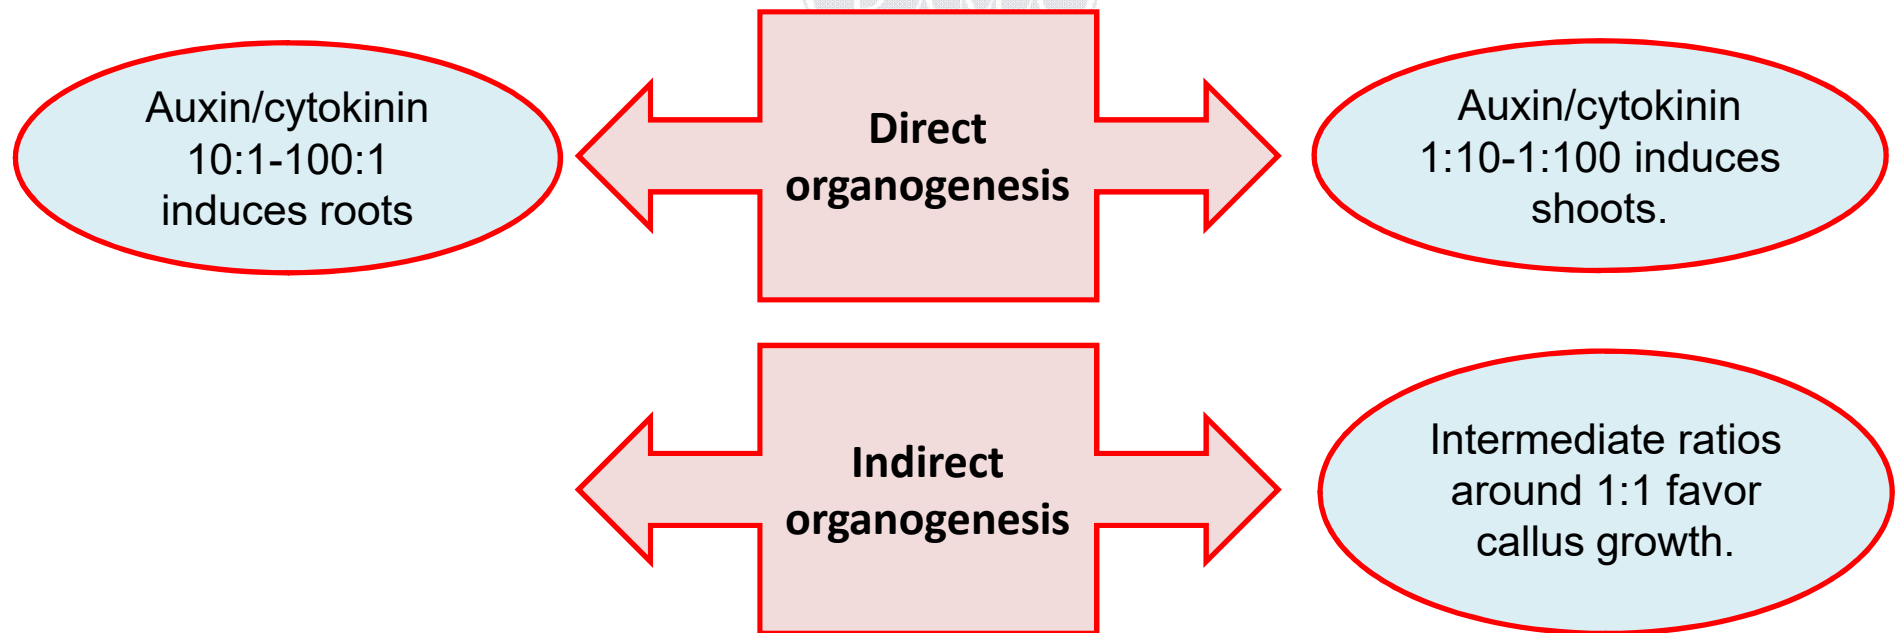 Auxin/cytokinin
10:1-100:1
induces roots
Direct
organogenesis
Auxin/cytokinin
1:10-1:100 induces
shoots.
Indirect
organogenesis
Intermediate ratios
around 1:1 favor
callus growth.